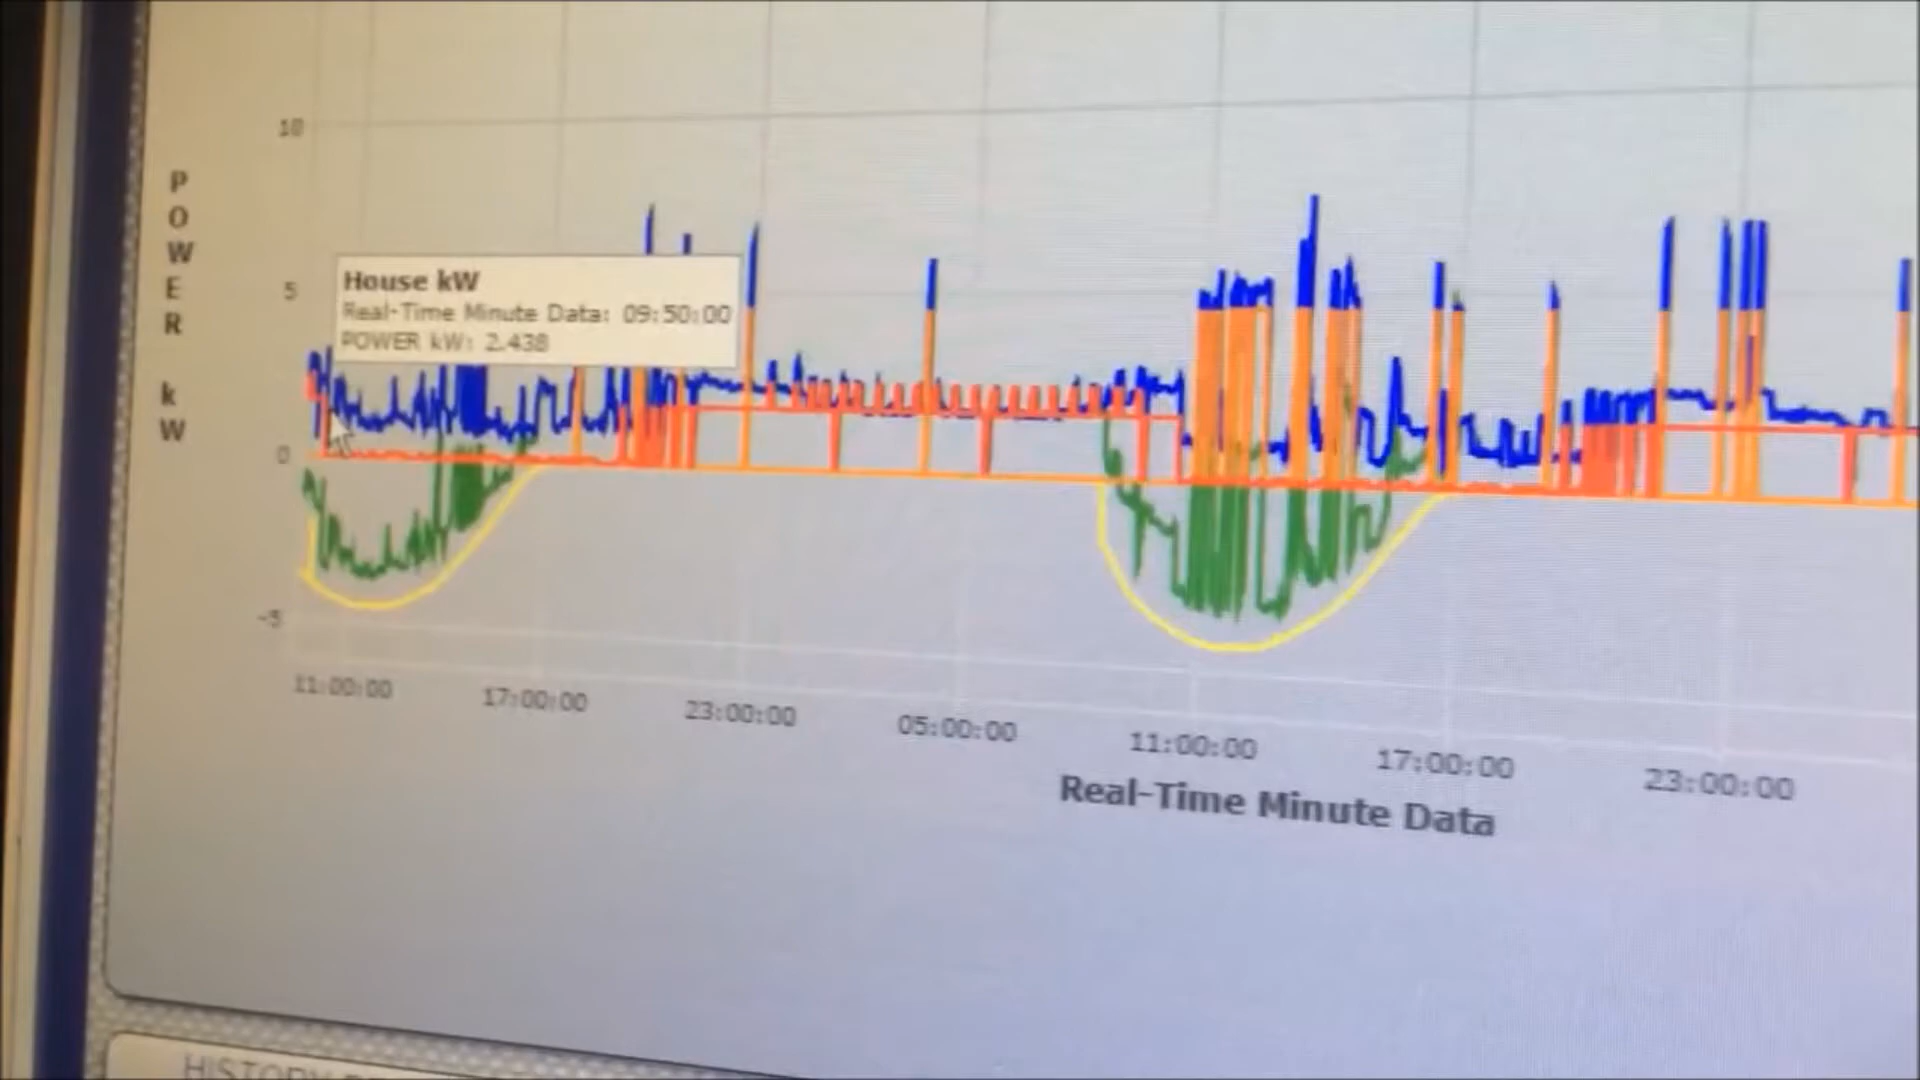 10
POWER kW
5
House kW
Real-Time Minute Data: 09:50:00
POWER kW: 2.438
0
-5
11:00:00 17:00:00 23:00:00 05:00:00 11:00:00 17:00:00 23:00:00
Real-Time Minute Data
HISTORY